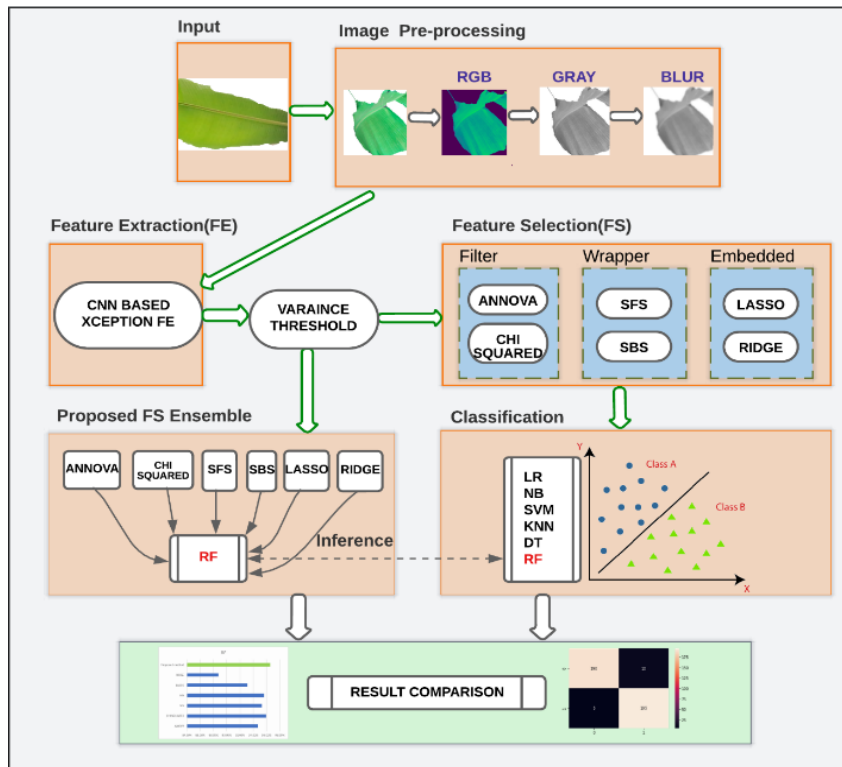 Input
Image Pre-processing
RGB
GRAY
BLUR
Feature Extraction(FE)
Feature Selection(FS)
Filter
Wrapper
Embedded
CNN BASED
XCEPTION FE
VARAINCE
THRESHOLD
ANNOVA
CHI
SQUARED
SFS
SBS
LASSO
RIDGE
Proposed FS Ensemble
Classification
ANNOVA
CHI
SQUARED
SFS
SBS
LASSO
RIDGE
RF
Inference
LR
NB
SVM
KNN
DT
RF
Y
Class A
Class B
X
RESULT COMPARISON